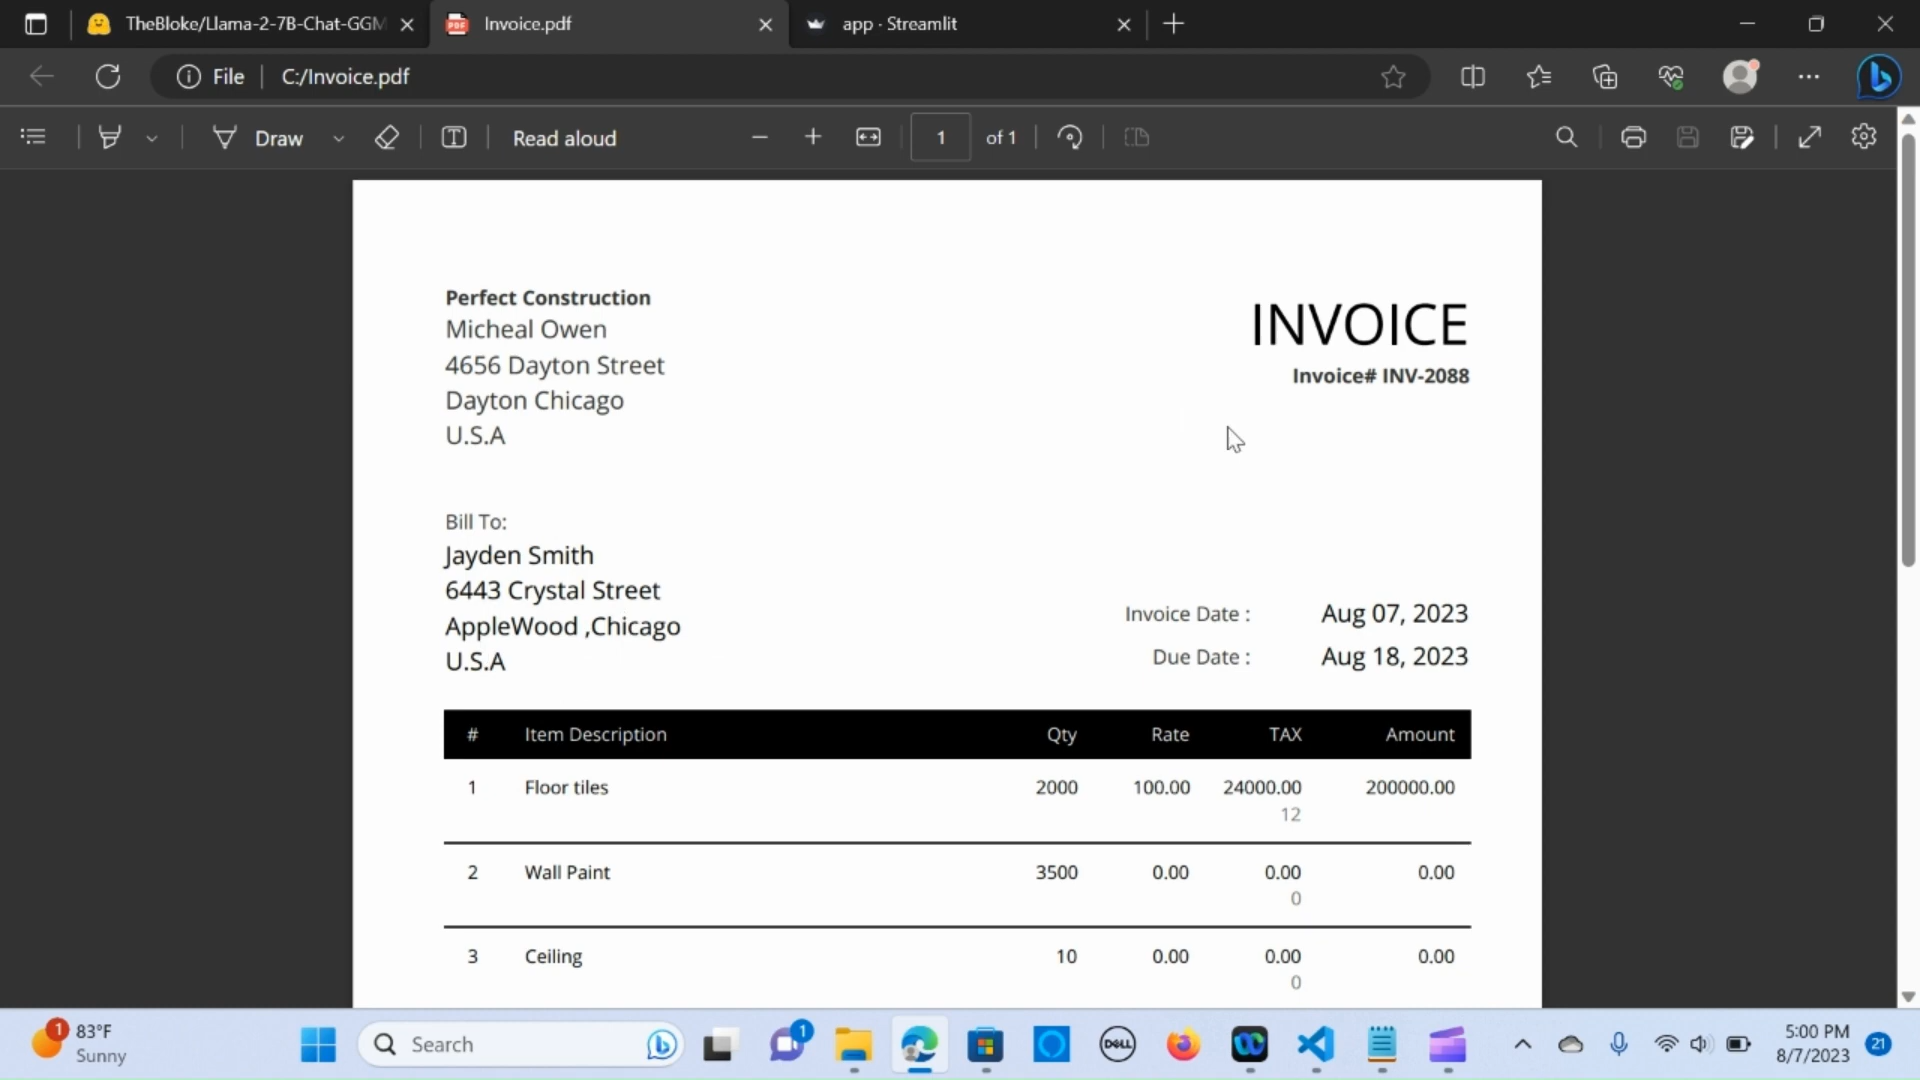 TheBloke/Llama-2-7B-Chat-GGM
Invoice.pdf
app · Streamlit
File
C:/Invoice.pdf
Draw
Read aloud
1 of 1
Perfect Construction
Micheal Owen
4656 Dayton Street
Dayton Chicago
U.S.A
INVOICE
Invoice# INV-2088
Bill To:
Jayden Smith
6443 Crystal Street
AppleWood ,Chicago
U.S.A
Invoice Date : Aug 07, 2023
Due Date : Aug 18, 2023
# Item Description Qty Rate TAX Amount
1 Floor tiles 2000 100.00 24000.00 200000.00
12
2 Wall Paint 3500 0.00 0.00 0.00
0
3 Ceiling 10 0.00 0.00 0.00
0
1
83°F
Sunny
Search
1
DELL
5:00 PM
8/7/2023
21